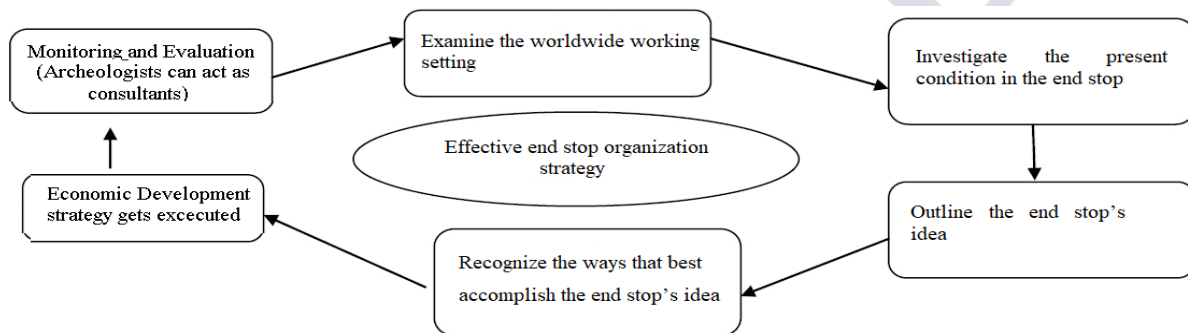 Monitoring and Evaluation
(Archeologists can act as
consultants)
Examine the worldwide working
setting
Investigate the present
condition in the end stop
Effective end stop organization
strategy
Economic Development
strategy gets excecuted
Outline the end stop's
idea
Recognize the ways that best
accomplish the end stop's idea